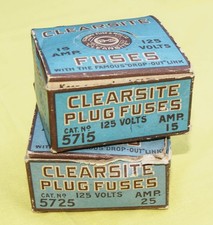 CLEARSITE
15 AMP. 125 VOLTS
FUSES
WITH THE FAMOUS "DROP-OUT" LINK
CLEARSITE
PLUG FUSES
CAT. NO 125 VOLTS AMP.
5715 15
CLEARSITE
PLUG FUSES
CAT. NO 125 VOLTS AMP.
5725 25